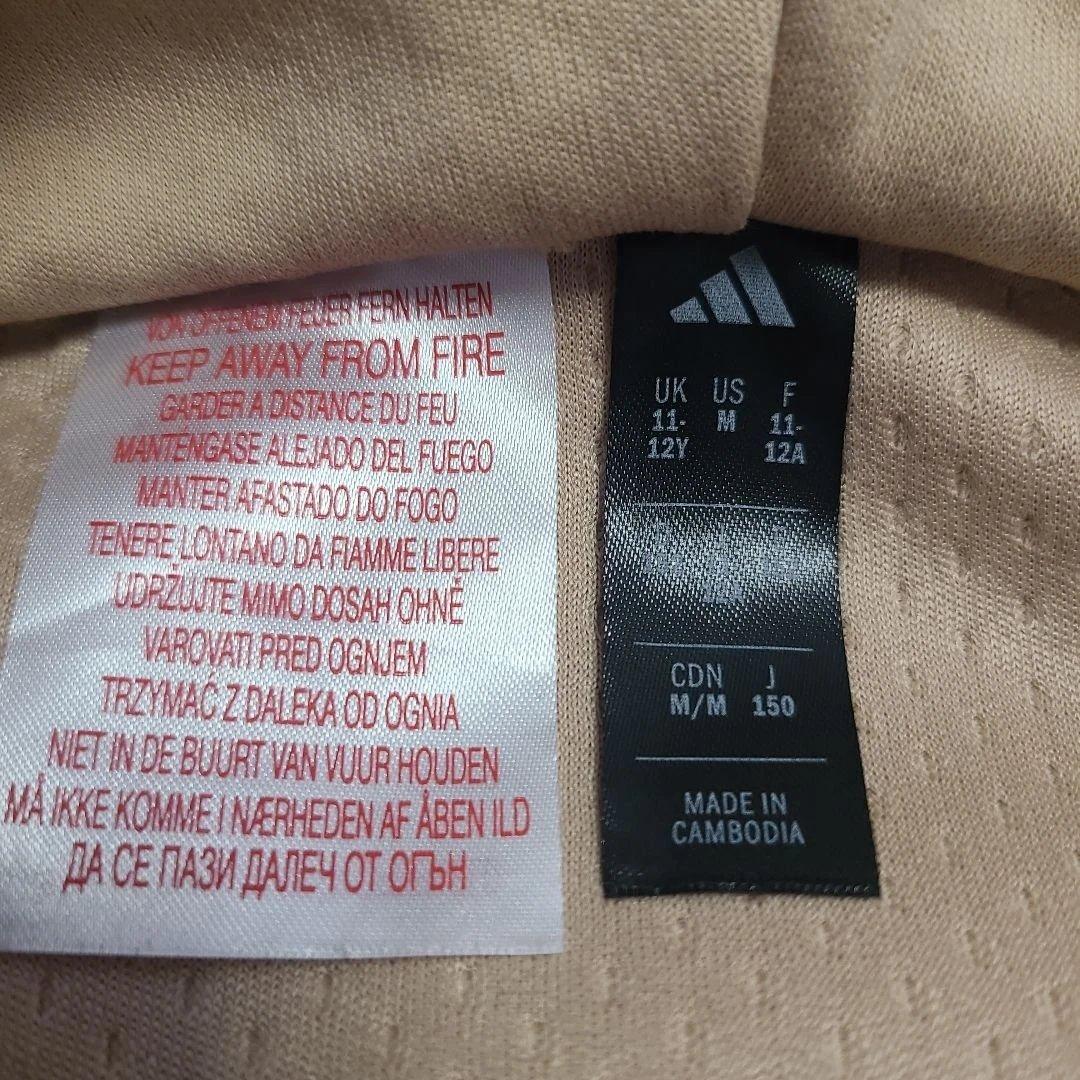 VON OFFENEM FEUER FERN HALTEN
KEEP AWAY FROM FIRE
GARDER A DISTANCE DU FEU
MANTÉNGASE ALEJADO DEL FUEGO
MANTER AFASTADO DO FOGO
TENERE LONTANO DA FIAMME LIBERE
UDRŽUJTE MIMO DOSAH OHNĚ
VAROVATI PRED OGNJEM
TRZYMAĆ Z DALEKA OD OGNIA
NIET IN DE BUURT VAN VUUR HOUDEN
MÅ IKKE KOMME I NÆRHEDEN AF ÅBEN ILD
ДА СЕ ПАЗИ ДАЛЕЧ ОТ ОГЪН
UK US F
11- M 11-
12Y 12A
CDN J
M/M 150
MADE IN
CAMBODIA